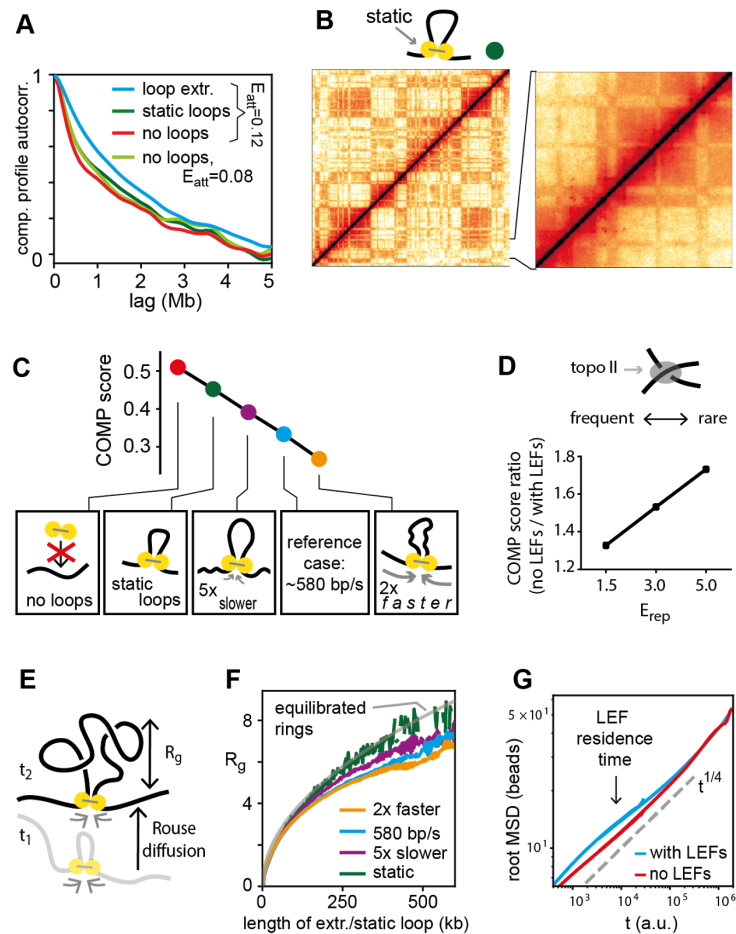 A
comp. profile autocorr.
1
0
0
1
2
3
4
5
lag (Mb)
loop extr.
static loops
no loops
no loops,
E_att=0.08
E_att=0.12
B
static
C
COMP score
0.5
0.4
0.3
no loops
static
loops
5x slower
reference
case:
~580 bp/s
2x
faster
D
topo II
frequent
rare
COMP score ratio
(no LEFs / with LEFs)
1.8
1.6
1.4
1.2
1.5
3.0
5.0
E_rep
E
t_2
R_g
t_1
Rouse
diffusion
F
equilibrated
rings
R_g
8
4
0
0
250
500
2x faster
580 bp/s
5x slower
static
length of extr./static loop (kb)
G
root MSD (beads)
5×10^1
10^1
LEF
residence
time
t^1/4
with LEFs
no LEFs
10^3
10^4
10^5
10^6
t (a.u.)